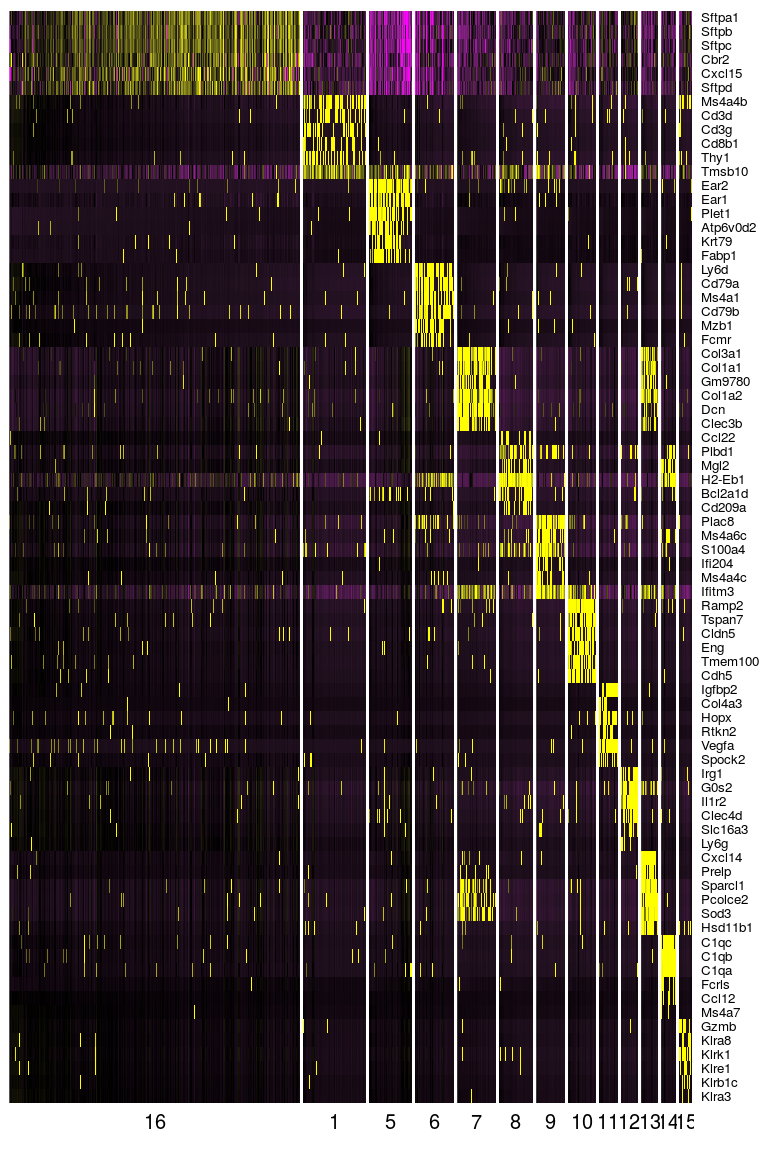 Sftpa1
Sftpb
Sftpc
Cbr2
Cxcl15
Sftpd
Ms4a4b
Cd3d
Cd3g
Cd8b1
Thy1
Tmsb10
Ear2
Ear1
Plet1
Atp6v0d2
Krt79
Fabp1
Ly6d
Cd79a
Ms4a1
Cd79b
Mzb1
Fcmr
Col3a1
Col1a1
Gm9780
Col1a2
Dcn
Clec3b
Ccl22
Plbd1
Mgl2
H2-Eb1
Bcl2a1d
Cd209a
Plac8
Ms4a6c
S100a4
Ifi204
Ms4a4c
Ifitm3
Ramp2
Tspan7
Cldn5
Eng
Tmem100
Cdh5
Igfbp2
Col4a3
Hopx
Rtkn2
Vegfa
Spock2
Irg1
G0s2
Il1r2
Clec4d
Slc16a3
Ly6g
Cxcl14
Prelp
Sparcl1
Pcolce2
Sod3
Hsd11b1
C1qc
C1qb
C1qa
Fcrls
Ccl12
Ms4a7
Gzmb
Klra8
Klrk1
Klre1
Klrb1c
Klra3
16 1 5 6 7 8 9 10 11 12 13 14 15